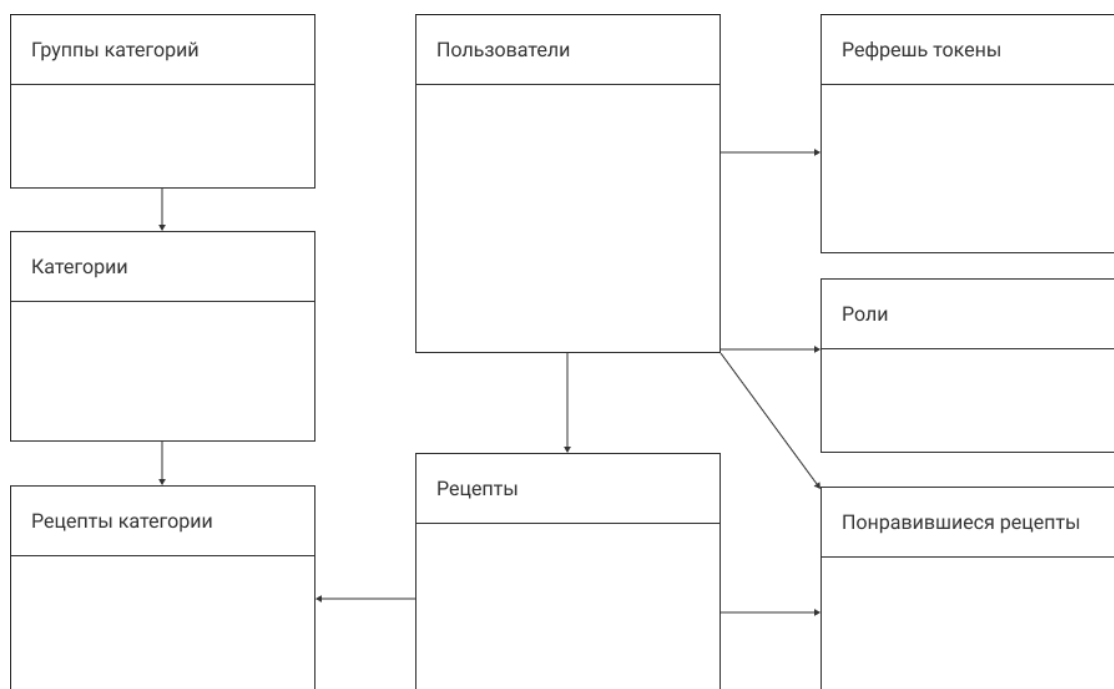 Группы категорий
Пользователи
Рефрешь токены
Категории
Роли
Рецепты категории
Рецепты
Понравившиеся рецепты